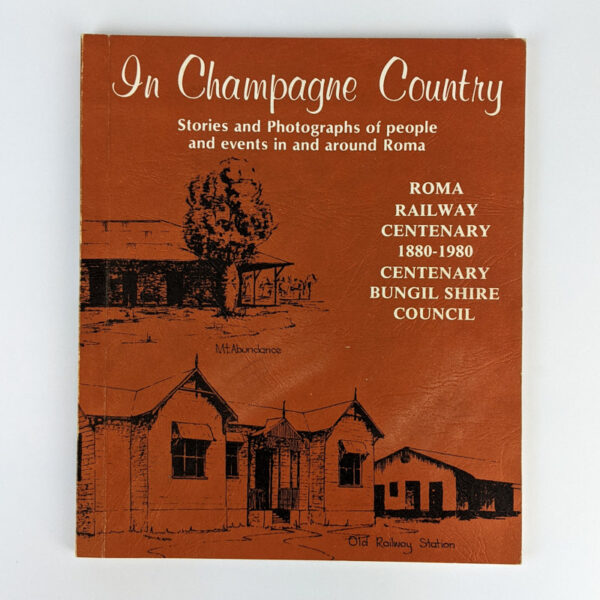 In Champagne Country
Stories and Photographs of people
and events in and around Roma
ROMA
RAILWAY
CENTENARY
1880-1980
CENTENARY
BUNGIL SHIRE
COUNCIL
Mt. Abundance
Old Railway Station